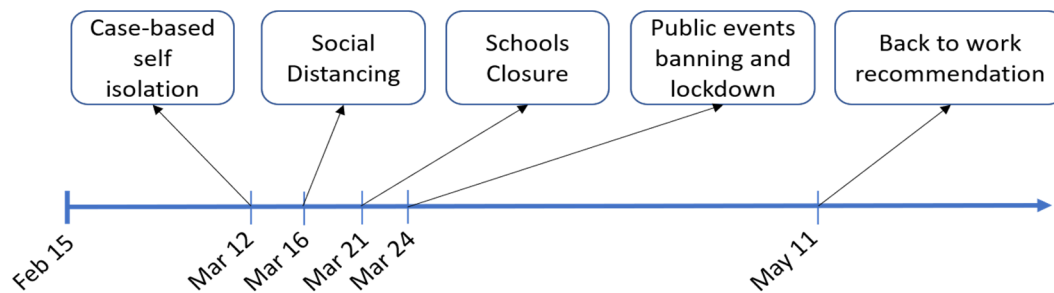 Case-based
self
isolation
Social
Distancing
Schools
Closure
Public events
banning and
lockdown
Back to work
recommendation
Feb 15
Mar 12
Mar 16
Mar 21
Mar 24
May 11